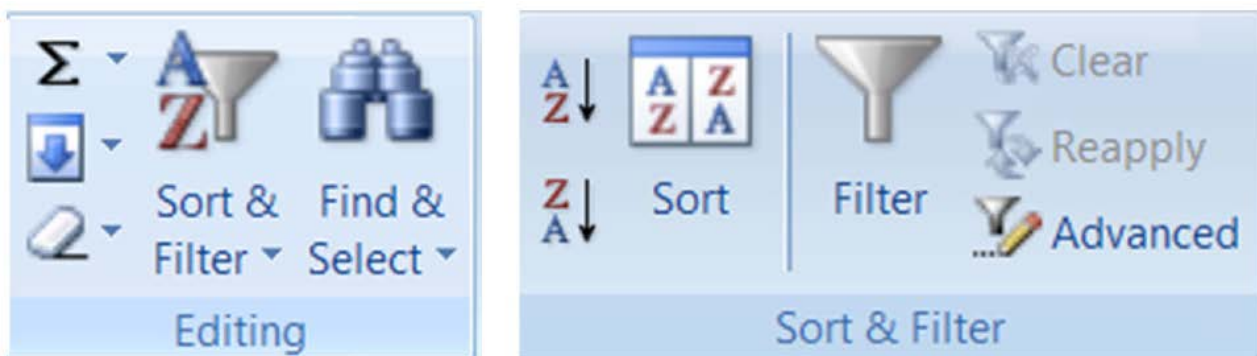 Σ
A
Z
Sort &
Filter
Find &
Select
Editing
A
Z
Z
A
A Z
Z A
Sort
Filter
Clear
Reapply
Advanced
Sort & Filter